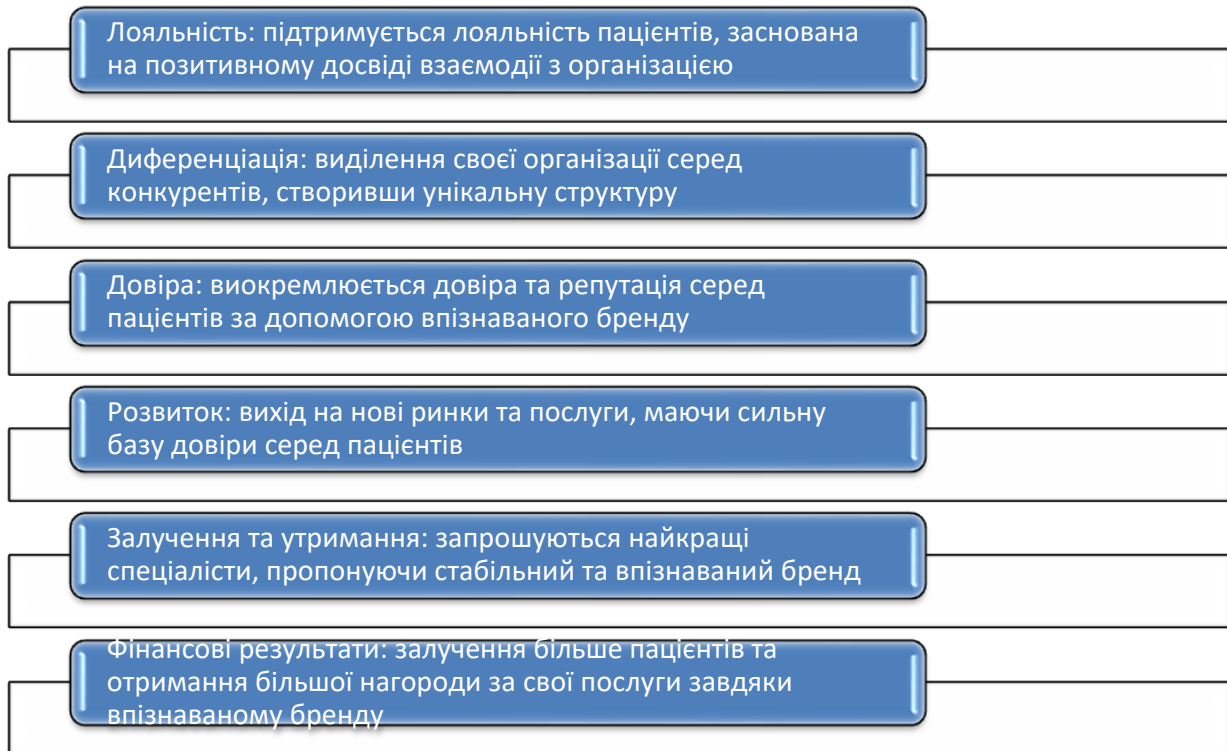 Лояльність: підтримується лояльність пацієнтів, заснована
на позитивному досвіді взаємодії з організацією
Диференціація: виділення своєї організації серед
конкурентів, створивши унікальну структуру
Довіра: виокремлюється довіра та репутація серед
пацієнтів за допомогою впізнаваного бренду
Розвиток: вихід на нові ринки та послуги, маючи сильну
базу довіри серед пацієнтів
Залучення та утримання: запрошуються найкращі
спеціалісти, пропонуючи стабільний та впізнаваний бренд
Фінансові результати: залучення більше пацієнтів та
отримання більшої нагороди за свої послуги завдяки
впізнаваному бренду